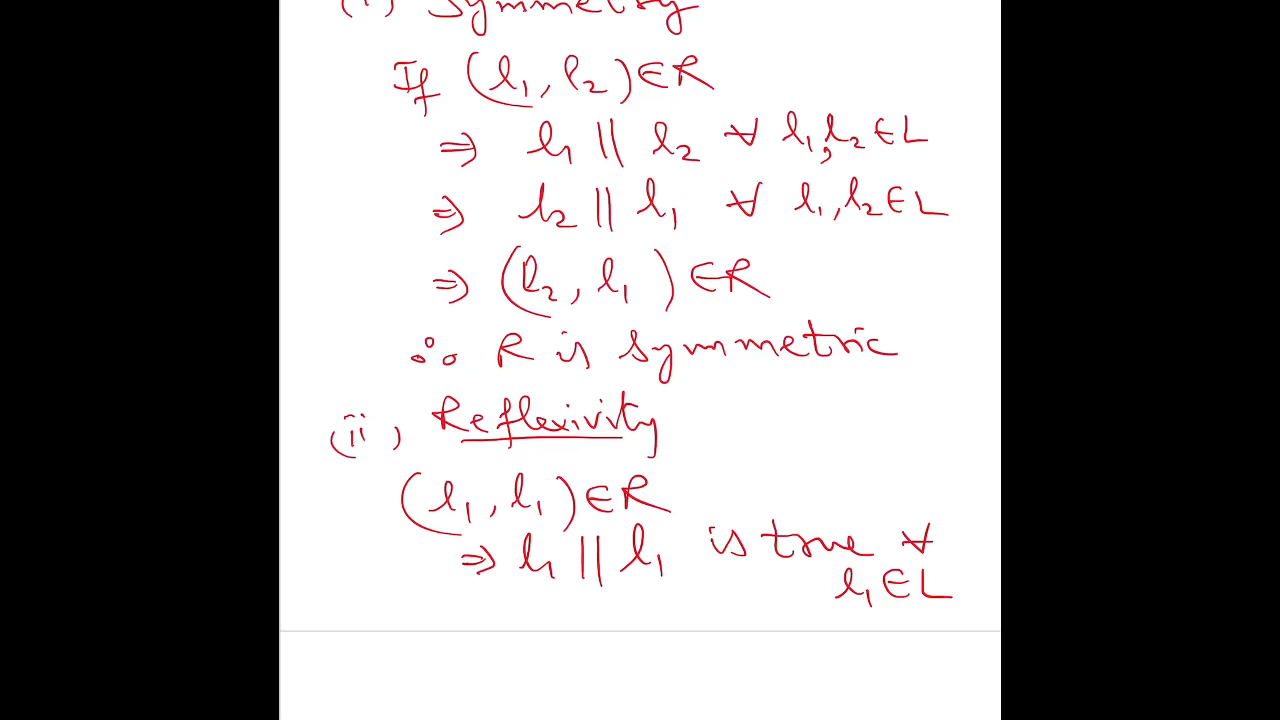 (i) Symmetry
If (l₁, l₂) ∈ R
⇒ l₁ || l₂ ∀ l₁, l₂ ∈ L
⇒ l₂ || l₁ ∀ l₁, l₂ ∈ L
⇒ (l₂, l₁) ∈ R
∴ R is symmetric
(ii) Reflexivity
(l₁, l₁) ∈ R
⇒ l₁ || l₁ is true ∀
l₁ ∈ L